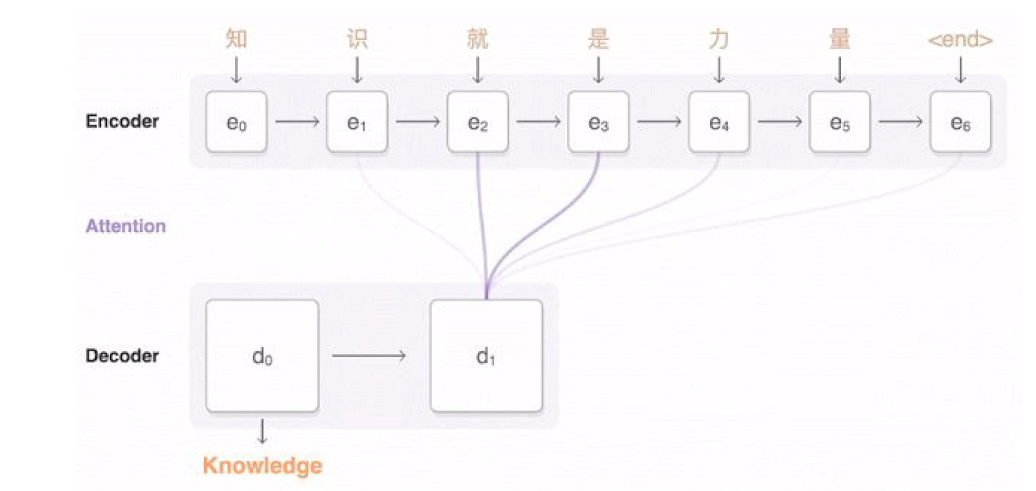 知 识 就 是 力 量 <end>
Encoder e₀ e₁ e₂ e₃ e₄ e₅ e₆
Attention
Decoder d₀ d₁
Knowledge